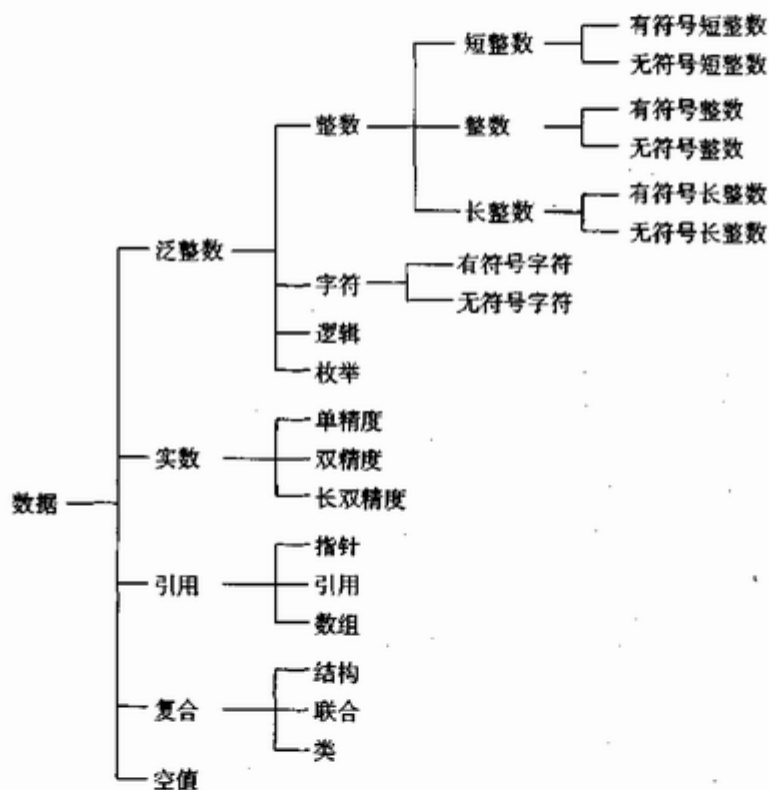 有符号短整数
短整数
无符号短整数
有符号整数
整数 整数
无符号整数
有符号长整数
长整数
无符号长整数
泛整数
有符号字符
字符
无符号字符
逻辑
枚举
单精度
实数 双精度
长双精度
数据
指针
引用 引用
数组
结构
复合 联合
类
空值